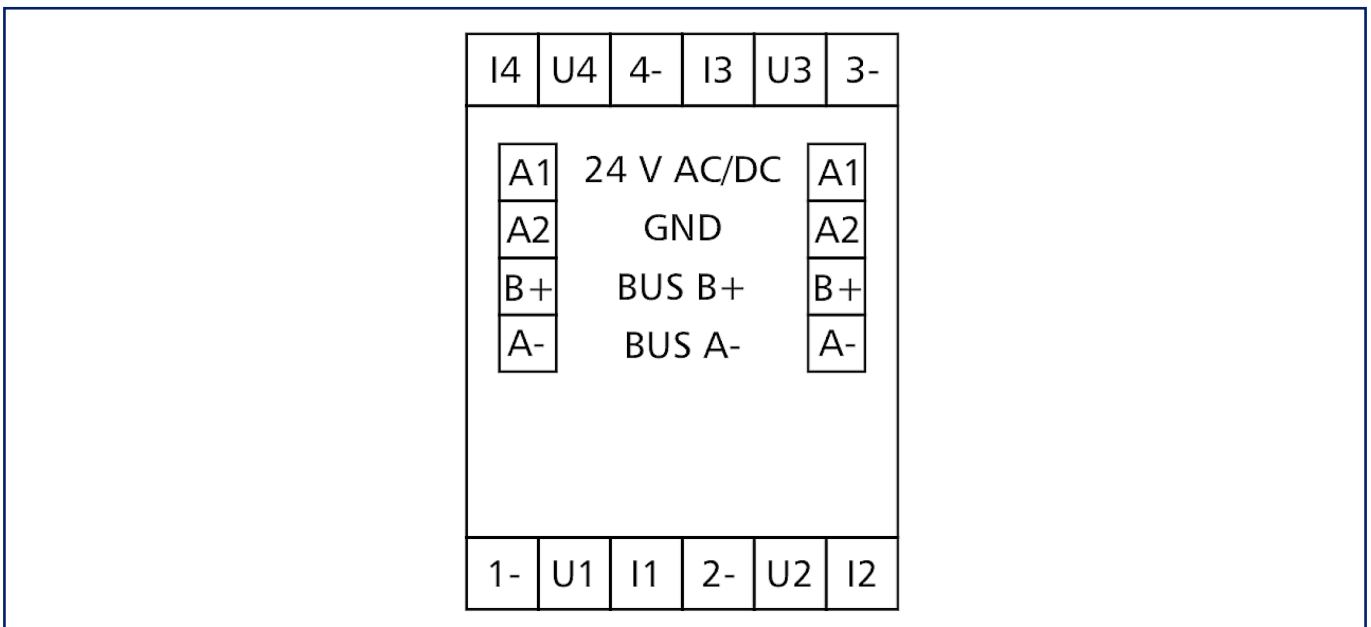 I4 U4 4- I3 U3 3-
A1 24 V AC/DC A1
A2 GND A2
B+ BUS B+ B+
A- BUS A- A-
1- U1 I1 2- U2 I2